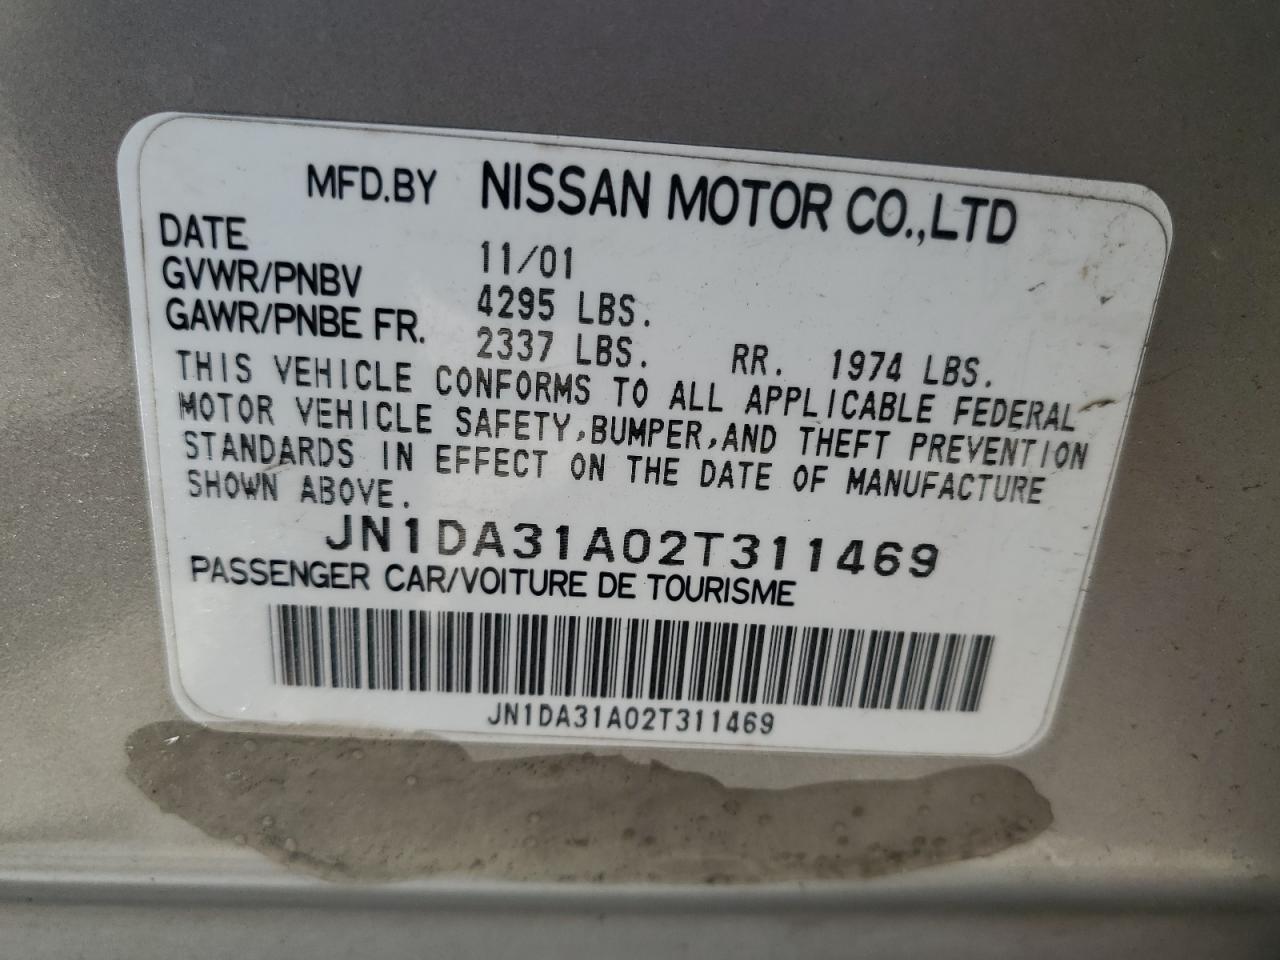 MFD.BY NISSAN MOTOR CO.,LTD
DATE 11/01
GVWR/PNBV 4295 LBS.
GAWR/PNBE FR. 2337 LBS. RR. 1974 LBS.
THIS VEHICLE CONFORMS TO ALL APPLICABLE FEDERAL
MOTOR VEHICLE SAFETY,BUMPER,AND THEFT PREVENTION
STANDARDS IN EFFECT ON THE DATE OF MANUFACTURE
SHOWN ABOVE.
JN1DA31A02T311469
PASSENGER CAR/VOITURE DE TOURISME
JN1DA31A02T311469